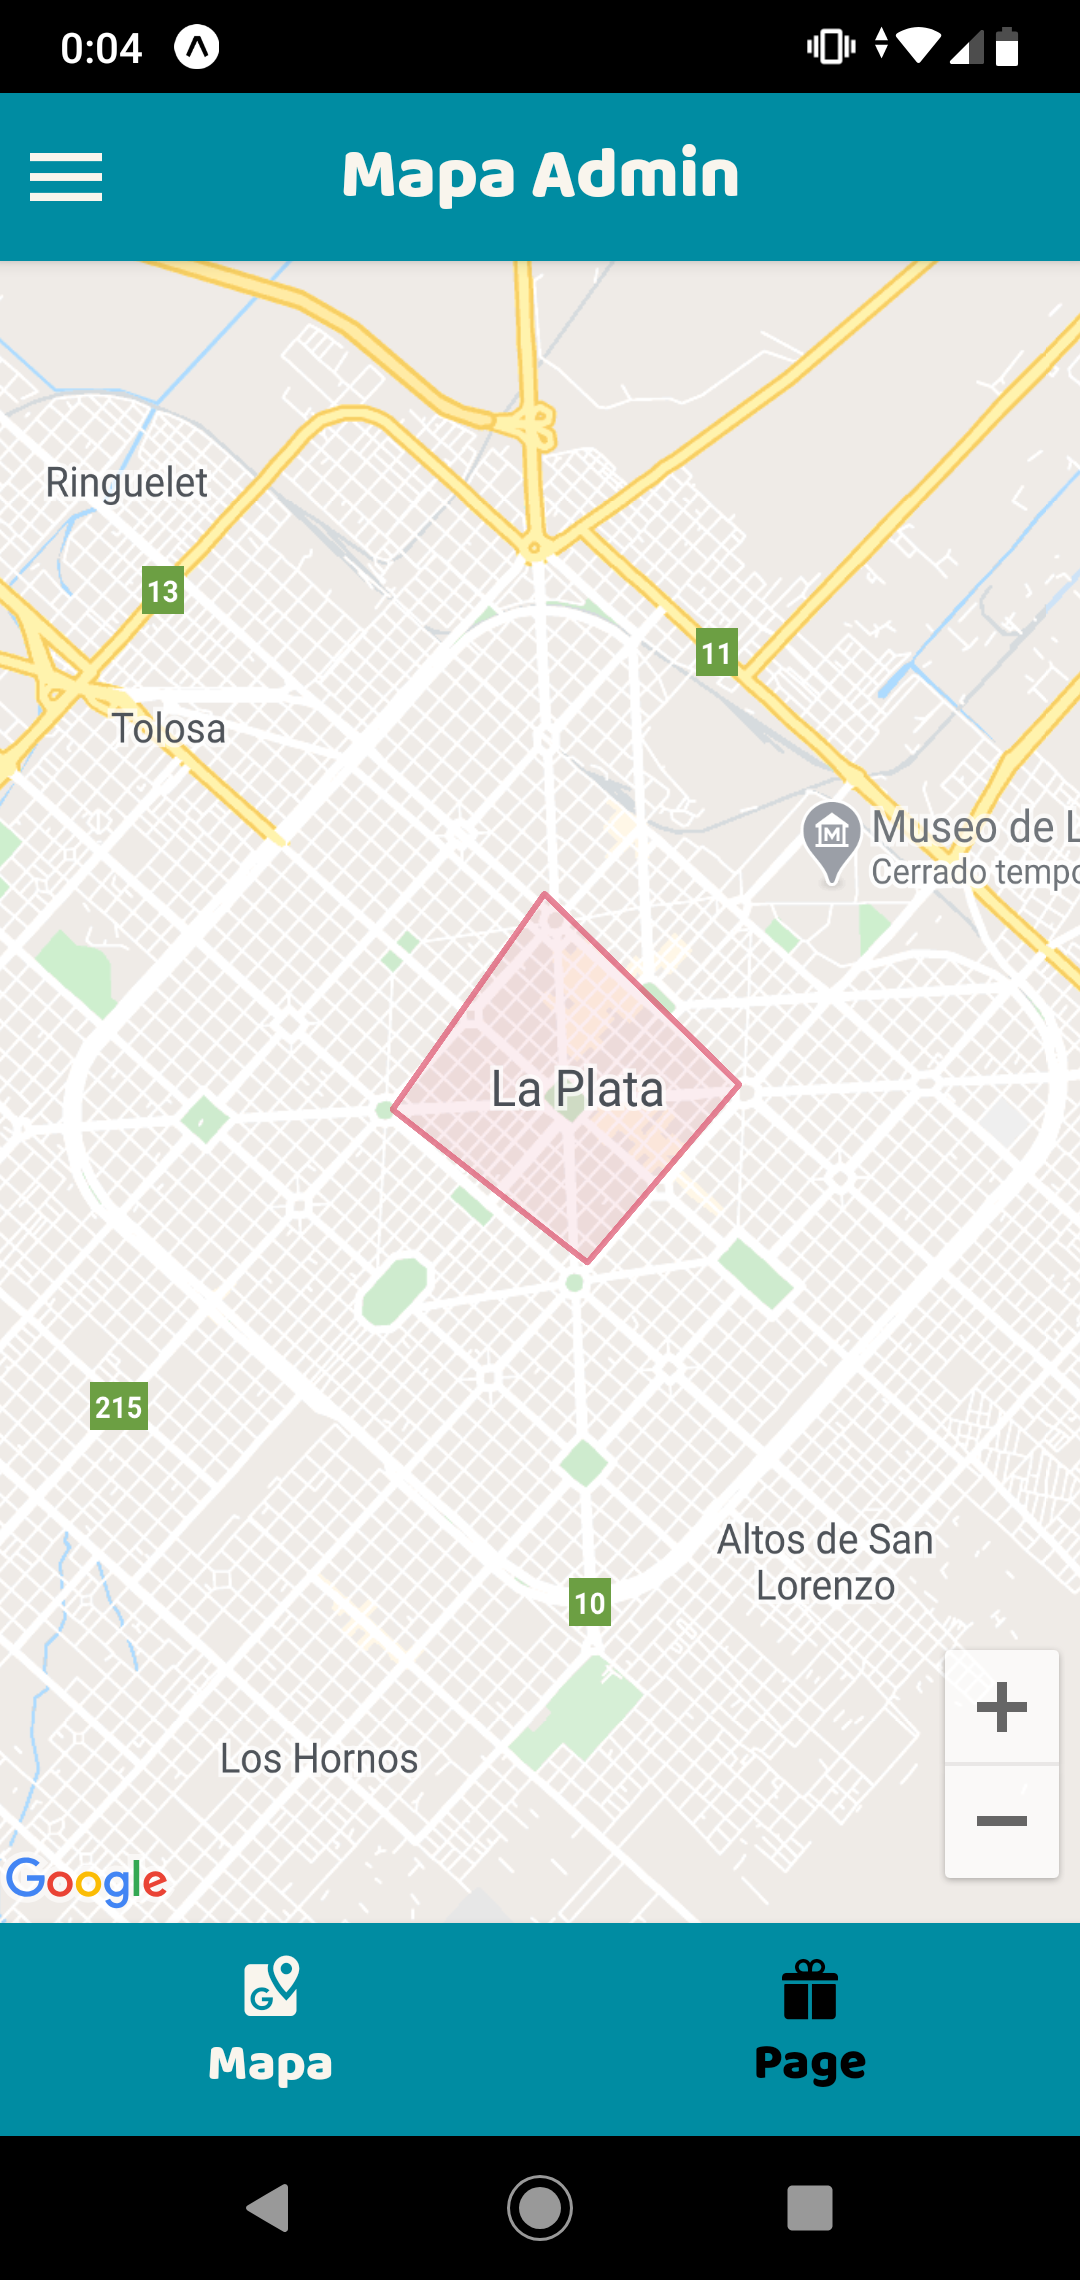 0:04
Mapa Admin
Ringuelet
13
11
Tolosa
Museo de L
Cerrado tempo
La Plata
215
Altos de San
Lorenzo
10
Los Hornos
Google
G
Mapa
Page